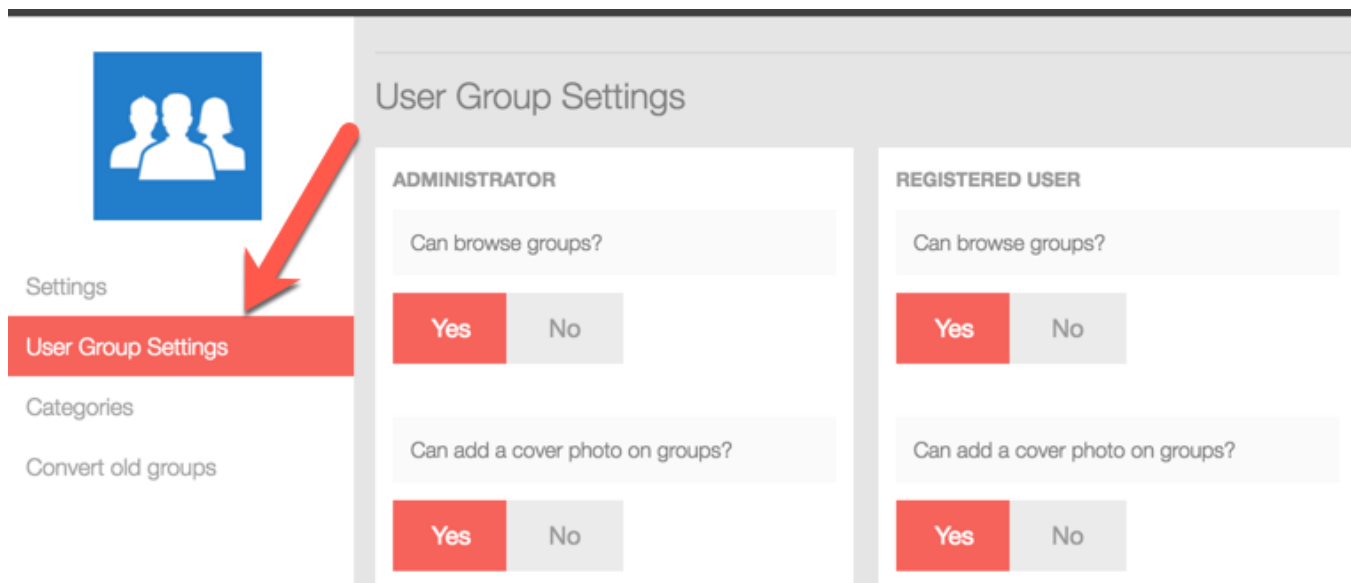 User Group Settings
Settings
User Group Settings
Categories
Convert old groups
ADMINISTRATOR
Can browse groups?
Yes No
Can add a cover photo on groups?
Yes No
REGISTERED USER
Can browse groups?
Yes No
Can add a cover photo on groups?
Yes No